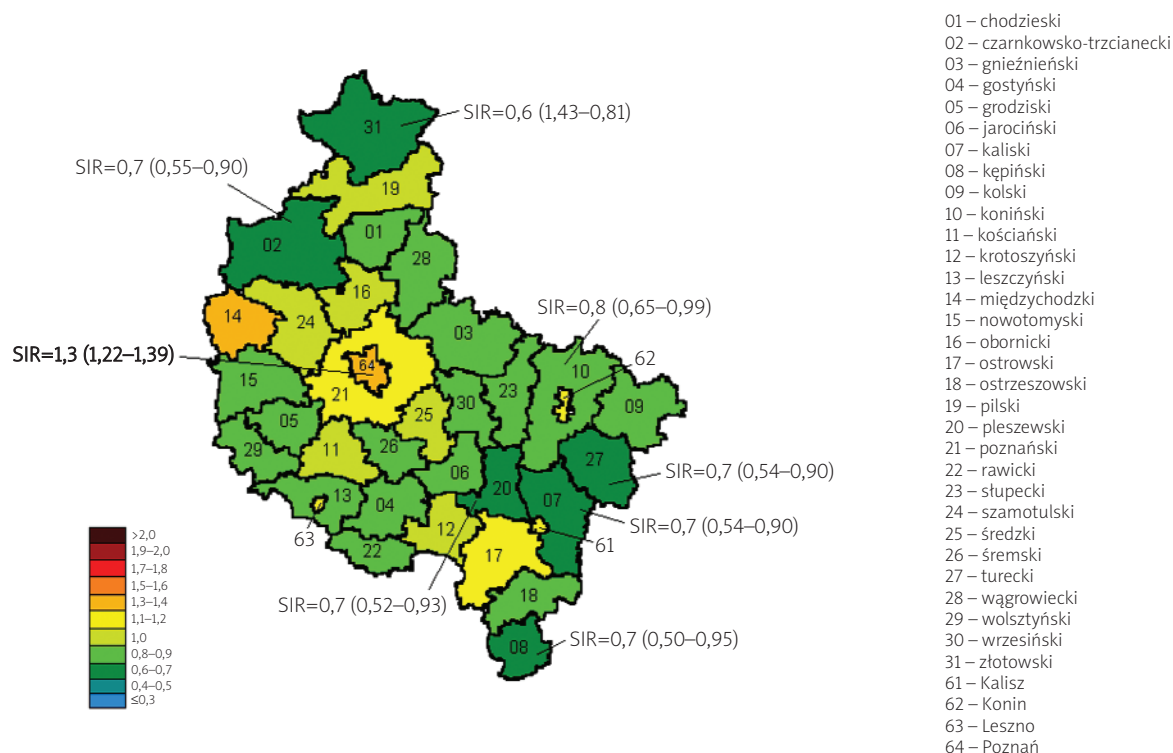 SIR=0,6 (1,43–0,81)
SIR=0,7 (0,55–0,90)
31
19
02
01
28
16
14
24
SIR=0,8 (0,65–0,99)
03
62
SIR=1,3 (1,22–1,39)
64
10
15
21
23
30
25
09
05
29
11
26
27
06
20
07
SIR=0,7 (0,54–0,90)
13
04
12
SIR=0,7 (0,54–0,90)
63
22
17
61
18
SIR=0,7 (0,52–0,93)
08
SIR=0,7 (0,50–0,95)
>2,0
1,9–2,0
1,7–1,8
1,5–1,6
1,3–1,4
1,1–1,2
1,0
0,8–0,9
0,6–0,7
0,4–0,5
≤0,3
01 – chodzieski
02 – czarnkowsko-trzcianecki
03 – gnieźnieński
04 – gostyński
05 – grodziski
06 – jarociński
07 – kaliski
08 – kępiński
09 – kolski
10 – koniński
11 – kościański
12 – krotoszyński
13 – leszczyński
14 – międzychodzki
15 – nowotomyski
16 – obornicki
17 – ostrowski
18 – ostrzeszowski
19 – pilski
20 – pleszewski
21 – poznański
22 – rawicki
23 – słupecki
24 – szamotulski
25 – średzki
26 – śremski
27 – turecki
28 – wągrowiecki
29 – wolsztyński
30 – wrzesiński
31 – złotowski
61 – Kalisz
62 – Konin
63 – Leszno
64 – Poznań